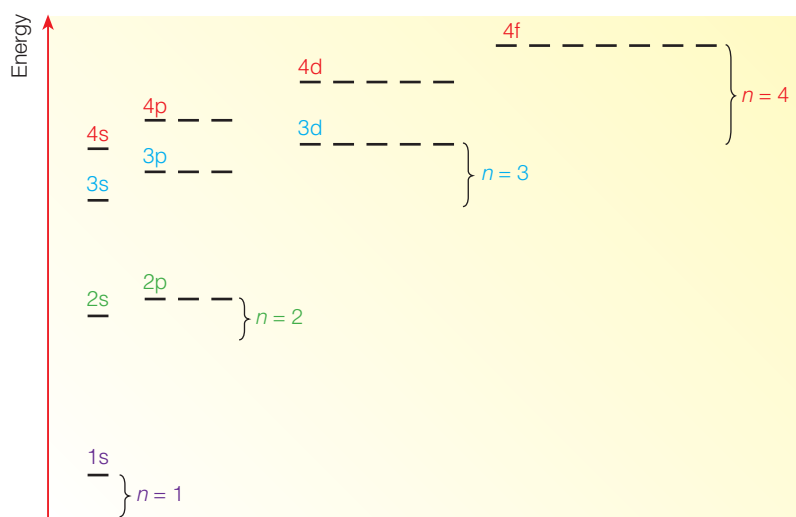 Energy
4f
4d
4p
n = 4
4s
3d
3p
n = 3
3s
2p
2s
n = 2
1s
n = 1